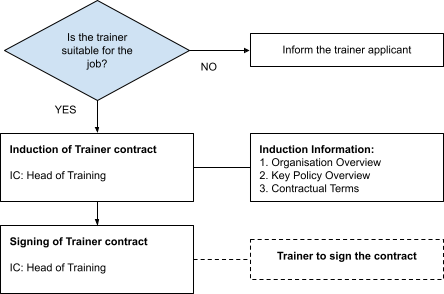 Is the trainer
suitable for the
job?
NO
Inform the trainer applicant
YES
Induction of Trainer contract
IC: Head of Training
Induction Information:
1. Organisation Overview
2. Key Policy Overview
3. Contractual Terms
Signing of Trainer contract
IC: Head of Training
Trainer to sign the contract